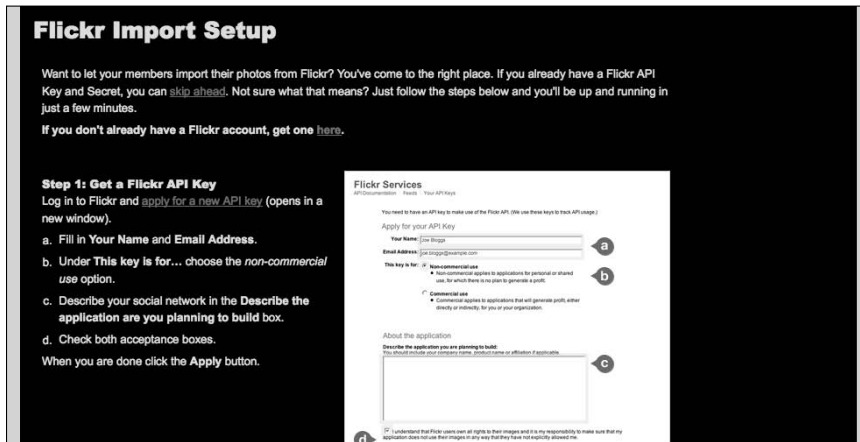 Flickr Import Setup
Want to let your members import their photos from Flickr? You've come to the right place. If you already have a Flickr API
Key and Secret, you can skip ahead. Not sure what that means? Just follow the steps below and you'll be up and running in
just a few minutes.
If you don't already have a Flickr account, get one here.
Step 1: Get a Flickr API Key
Log in to Flickr and apply for a new API key (opens in a
new window).
a. Fill in Your Name and Email Address.
b. Under This key is for... choose the non-commercial
use option.
c. Describe your social network in the Describe the
application are you planning to build box.
d. Check both acceptance boxes.
When you are done click the Apply button.
Flickr Services
API Documentation Feeds Your API Keys
You need to have an API key to make use of the Flickr API. (We use these keys to track API usage.)
Apply for your API Key
Your Name: Joe Bloggs
Email Address: joe.bloggs@example.com
a
This key is for: Non-commercial use
Non-commercial applies to applications for personal or shared
use, for which there is no plan to generate a profit.
b
Commercial use
Commercial applies to applications that will generate profit, either
directly or indirectly, for you or your organization.
About the application
Describe the application you are planning to build:
You should include your company name, product name or affiliation if applicable.
c
I understand that Flickr users own all rights to their images and it is my responsibility to make sure that my
application does not use their images in any way that they have not explicitly allowed me.
d